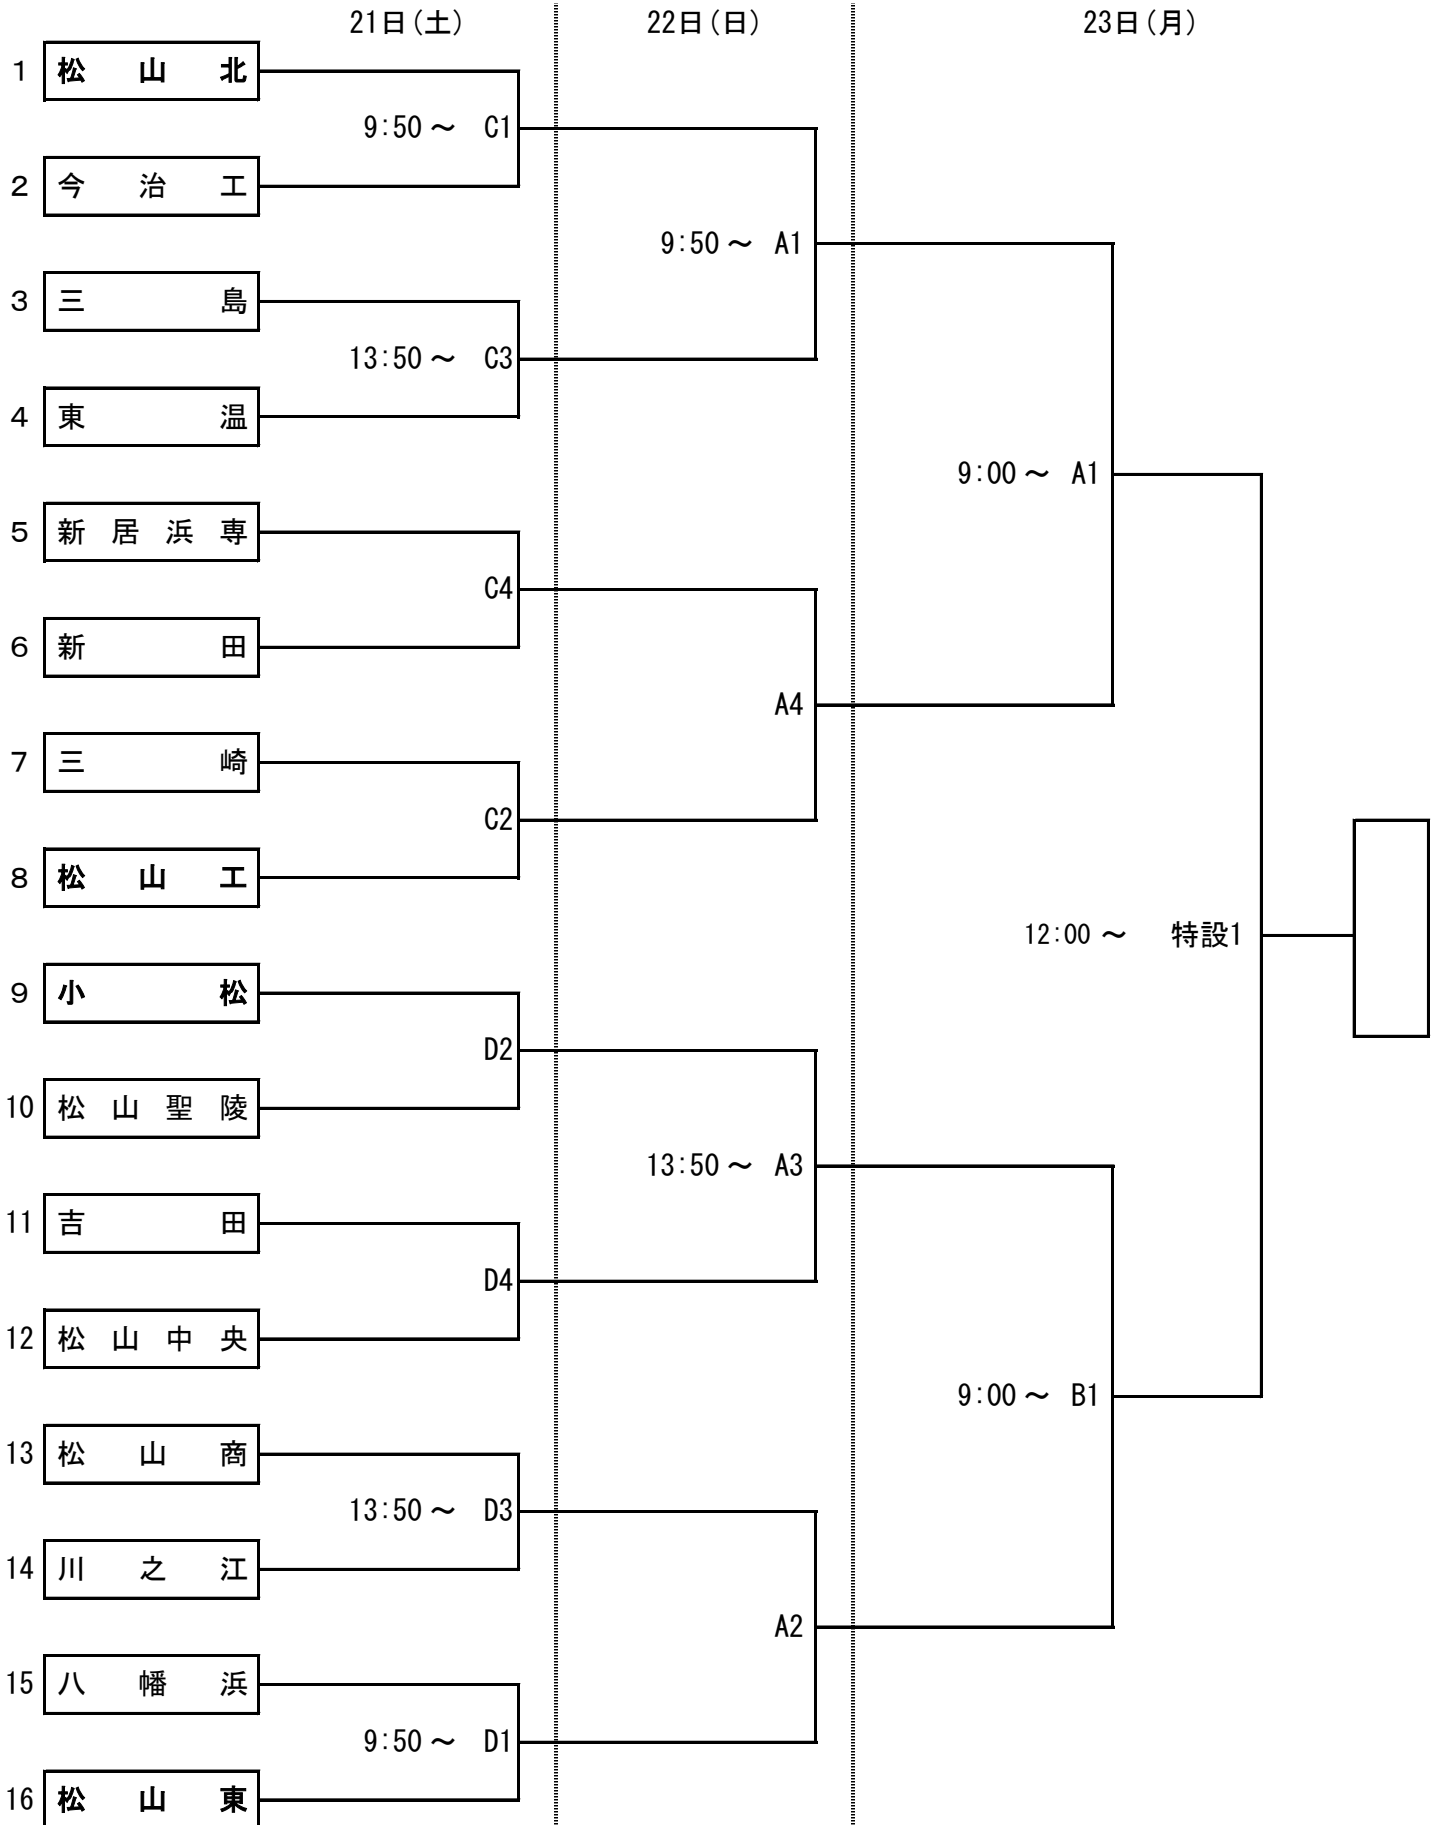 21日(土) 22日(日) 23日(月)
1 松山北
9:50～ C1
2 今治工
9:50～ A1
3 三島
13:50～ C3
4 東温
9:00～ A1
5 新居浜専
C4
6 新田
A4
7 三崎
C2
8 松山工
12:00～ 特設1
9 小松
D2
10 松山聖陵
13:50～ A3
11 吉田
D4
12 松山中央
9:00～ B1
13 松山商
13:50～ D3
14 川之江
A2
15 八幡浜
9:50～ D1
16 松山東